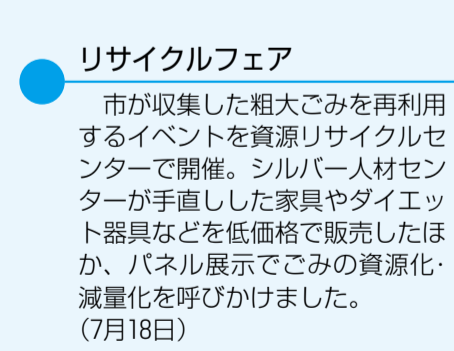 リサイクルフェア
　市が収集した粗大ごみを再利用
するイベントを資源リサイクルセ
ンターで開催。シルバー人材セン
ターが手直しした家具やダイエッ
ト器具などを低価格で販売したほ
か、パネル展示でごみの資源化・
減量化を呼びかけました。
（7月18日）